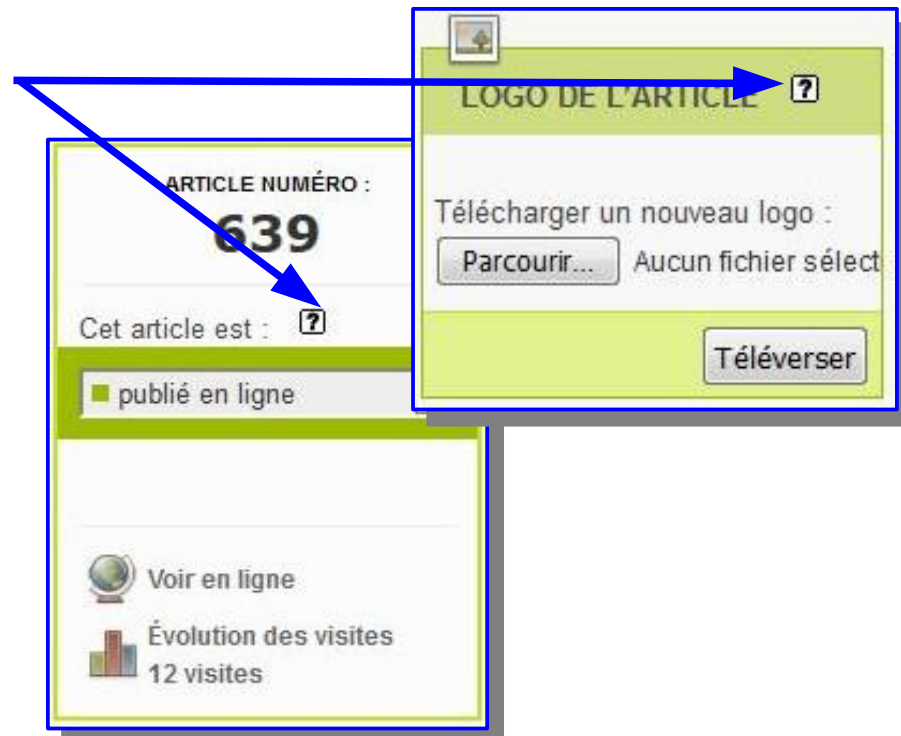 LOGO DE L'ARTICLE ?
Télécharger un nouveau logo :
Parcourir... Aucun fichier sélect
Téléverser
ARTICLE NUMÉRO :
639
Cet article est : ?
publié en ligne
Voir en ligne
Évolution des visites
12 visites